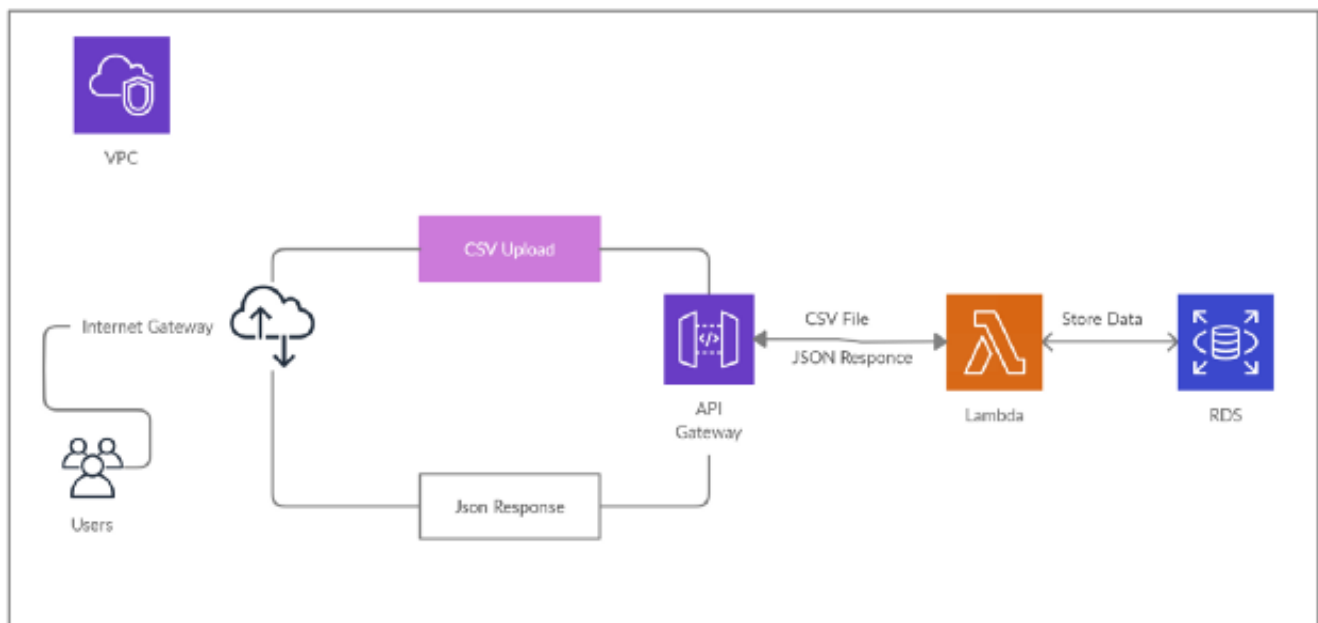 VPC
CSV Upload
Internet Gateway
CSV File
JSON Responce
Store Data
API
Gateway
Lambda
RDS
Json Response
Users